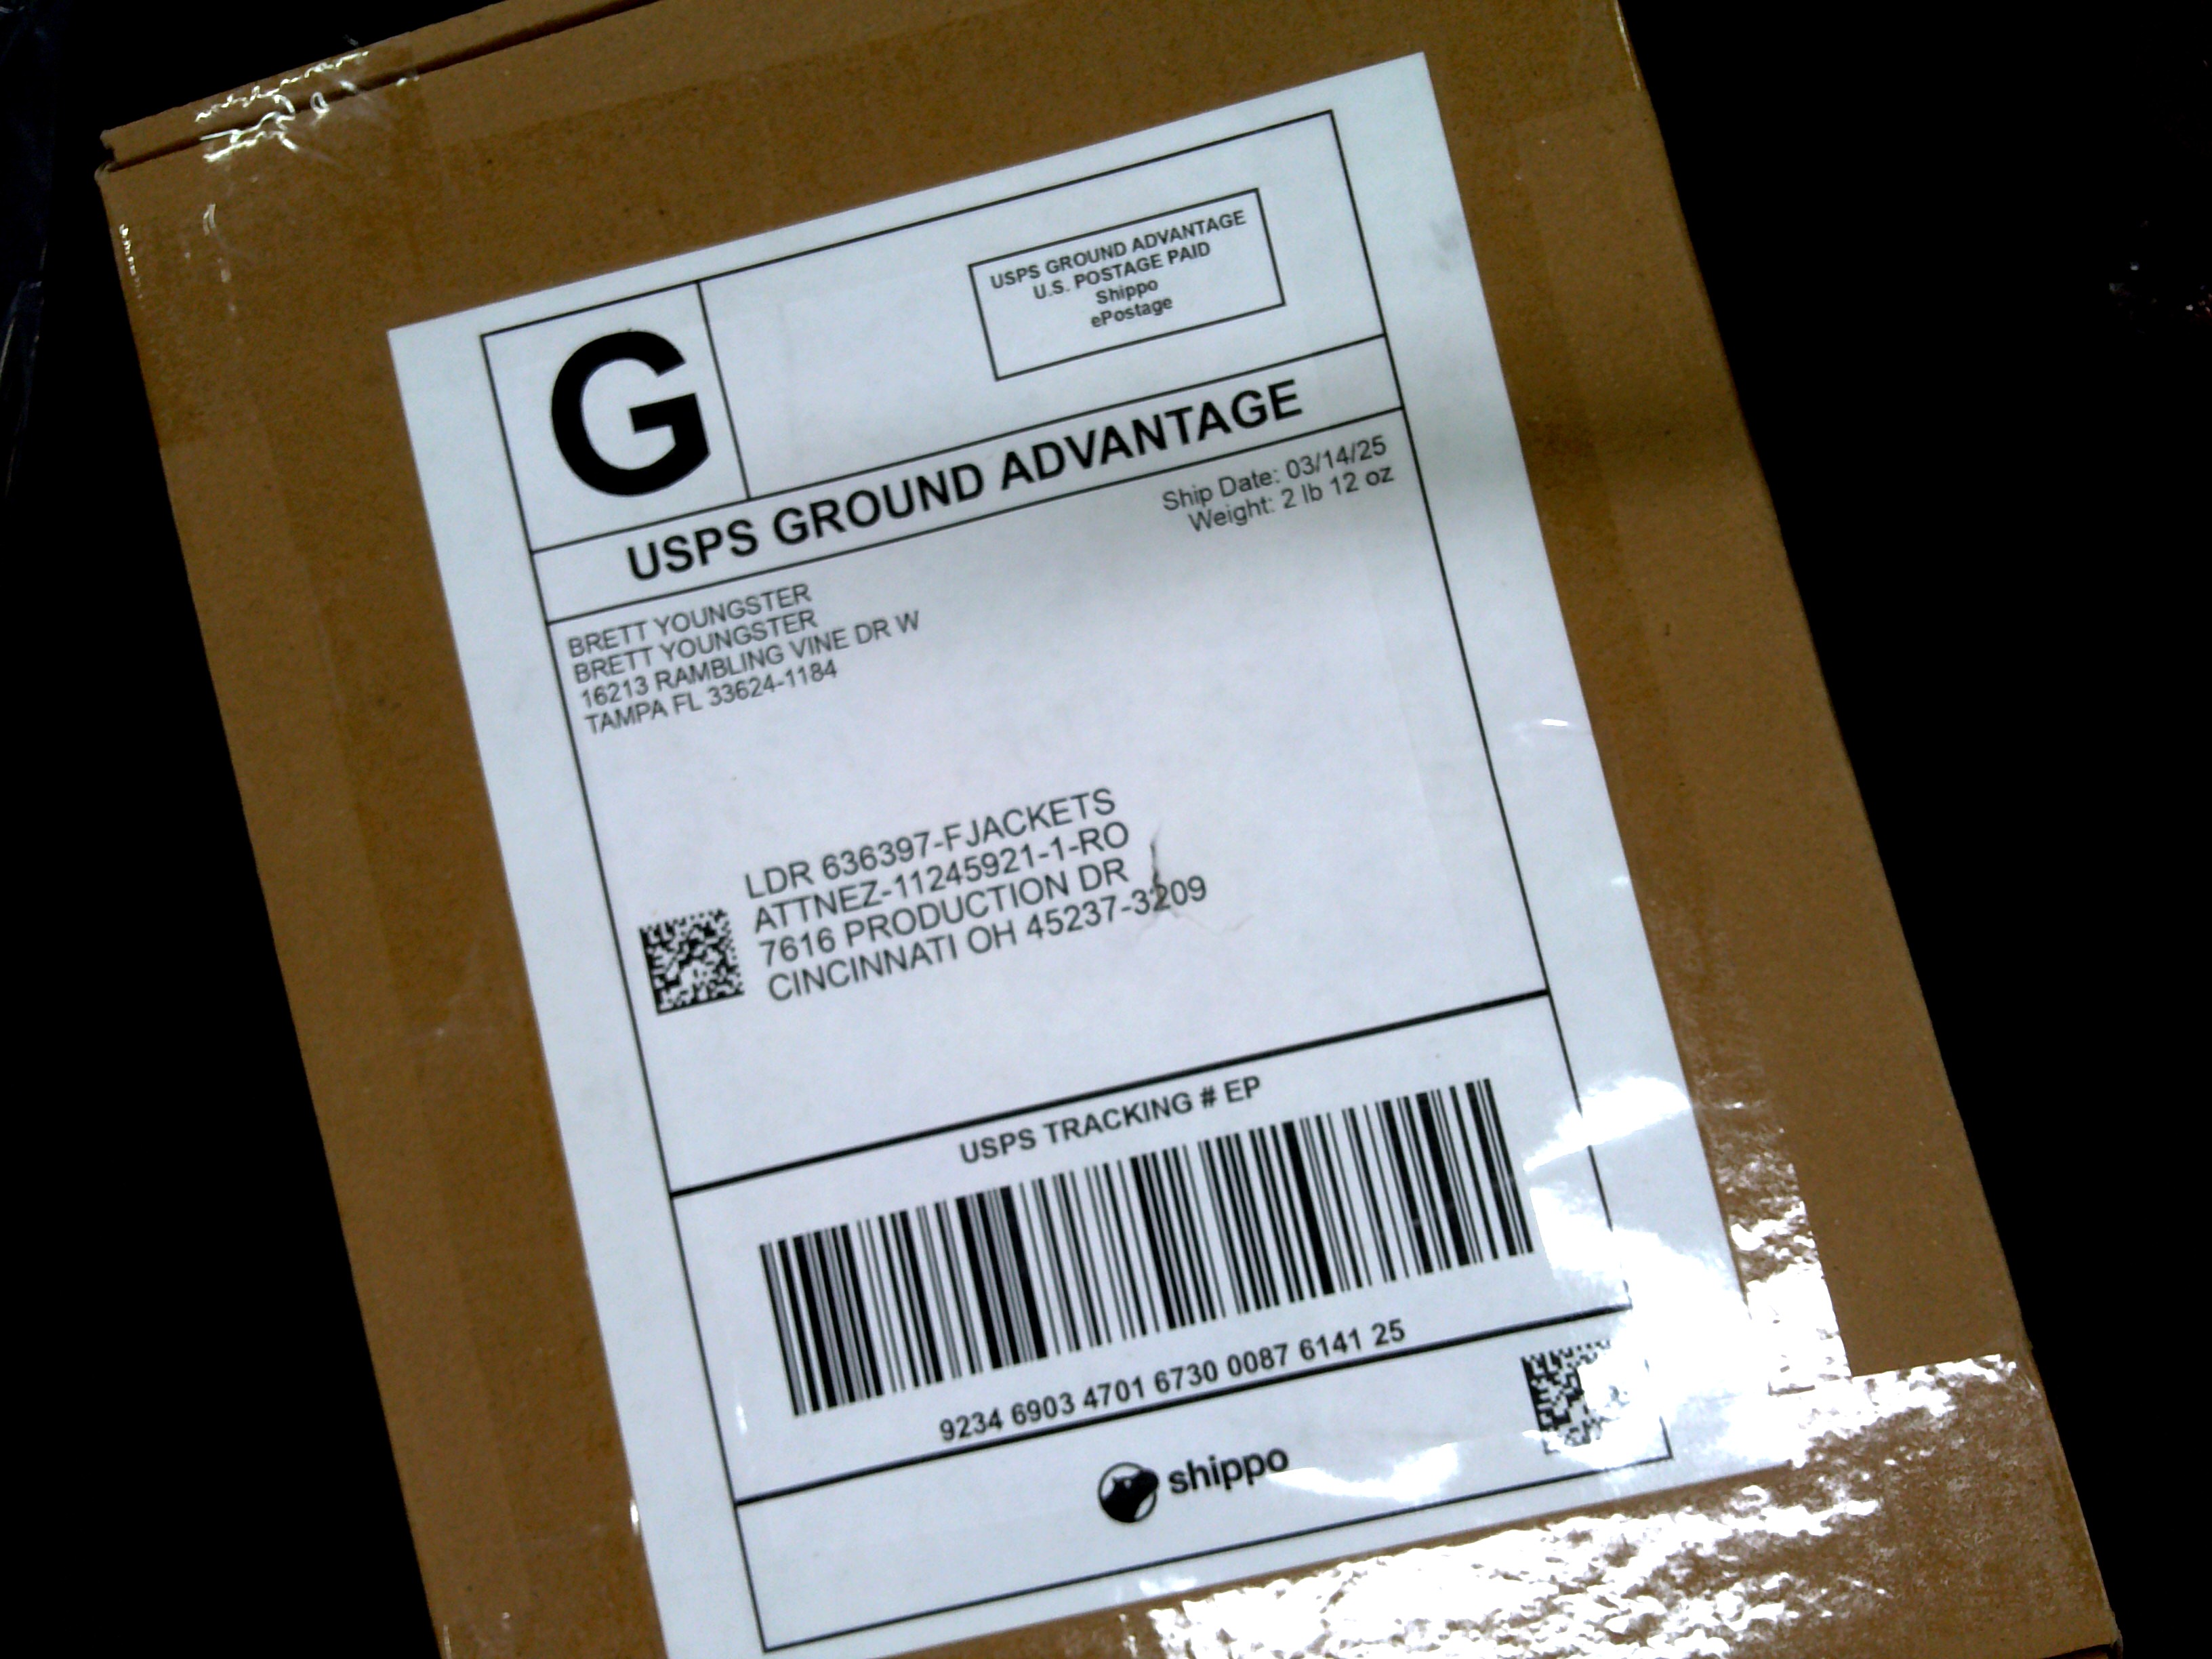 G
USPS GROUND ADVANTAGE
U.S. POSTAGE PAID
Shippo
ePostage
USPS GROUND ADVANTAGE
Ship Date: 03/14/25
Weight: 2 lb 12 oz
BRETT YOUNGSTER
BRETT YOUNGSTER
16213 RAMBLING VINE DR W
TAMPA FL 33624-1184
LDR 636397-FJACKETS
ATTNEZ-11245921-1-RO
7616 PRODUCTION DR
CINCINNATI OH 45237-3209
USPS TRACKING # EP
9234 6903 4701 6730 0087 6141 25
shippo